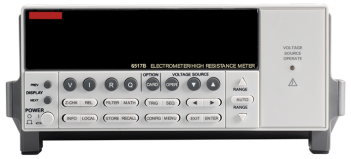 6517B ELECTROMETER/HIGH RESISTANCE METER
VOLTAGE
SOURCE
OPERATE
OPTION VOLTAGE SOURCE
PREV
DISPLAY
NEXT
V I R Q CARD OPER
RANGE
AUTO
RANGE
Z-CHK REL FILTER MATH TRIG SEQ
POWER
INFO LOCAL STORE RECALL CONFIG MENU EXIT ENTER